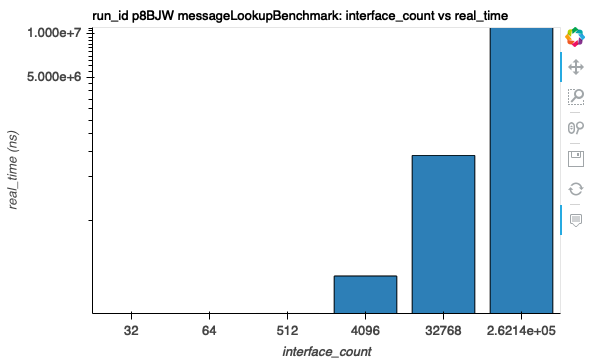 run_id p8BJW messageLookupBenchmark: interface_count vs real_time
1.000e+7
5.000e+6
real_time (ns)
32 64 512 4096 32768 2.6214e+05
interface_count